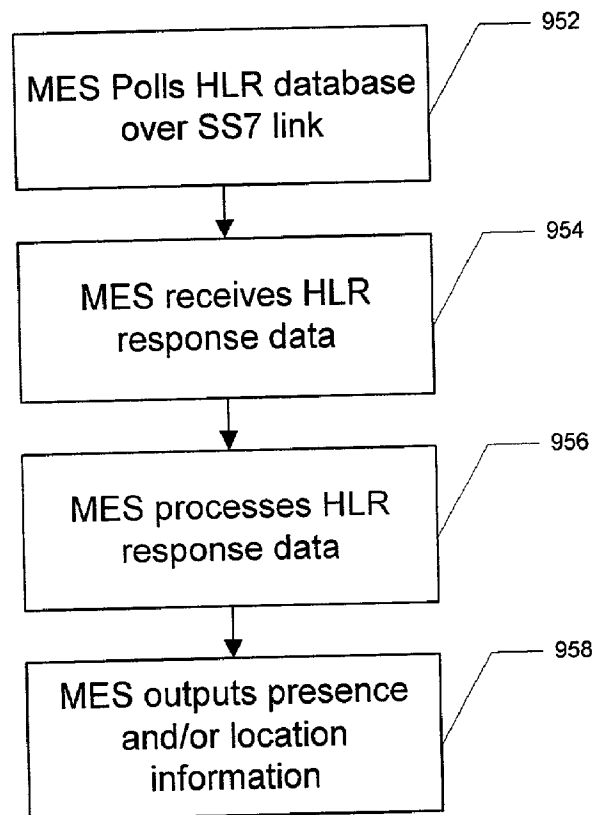 952
MES Polls HLR database
over SS7 link
954
MES receives HLR
response data
956
MES processes HLR
response data
958
MES outputs presence
and/or location
information